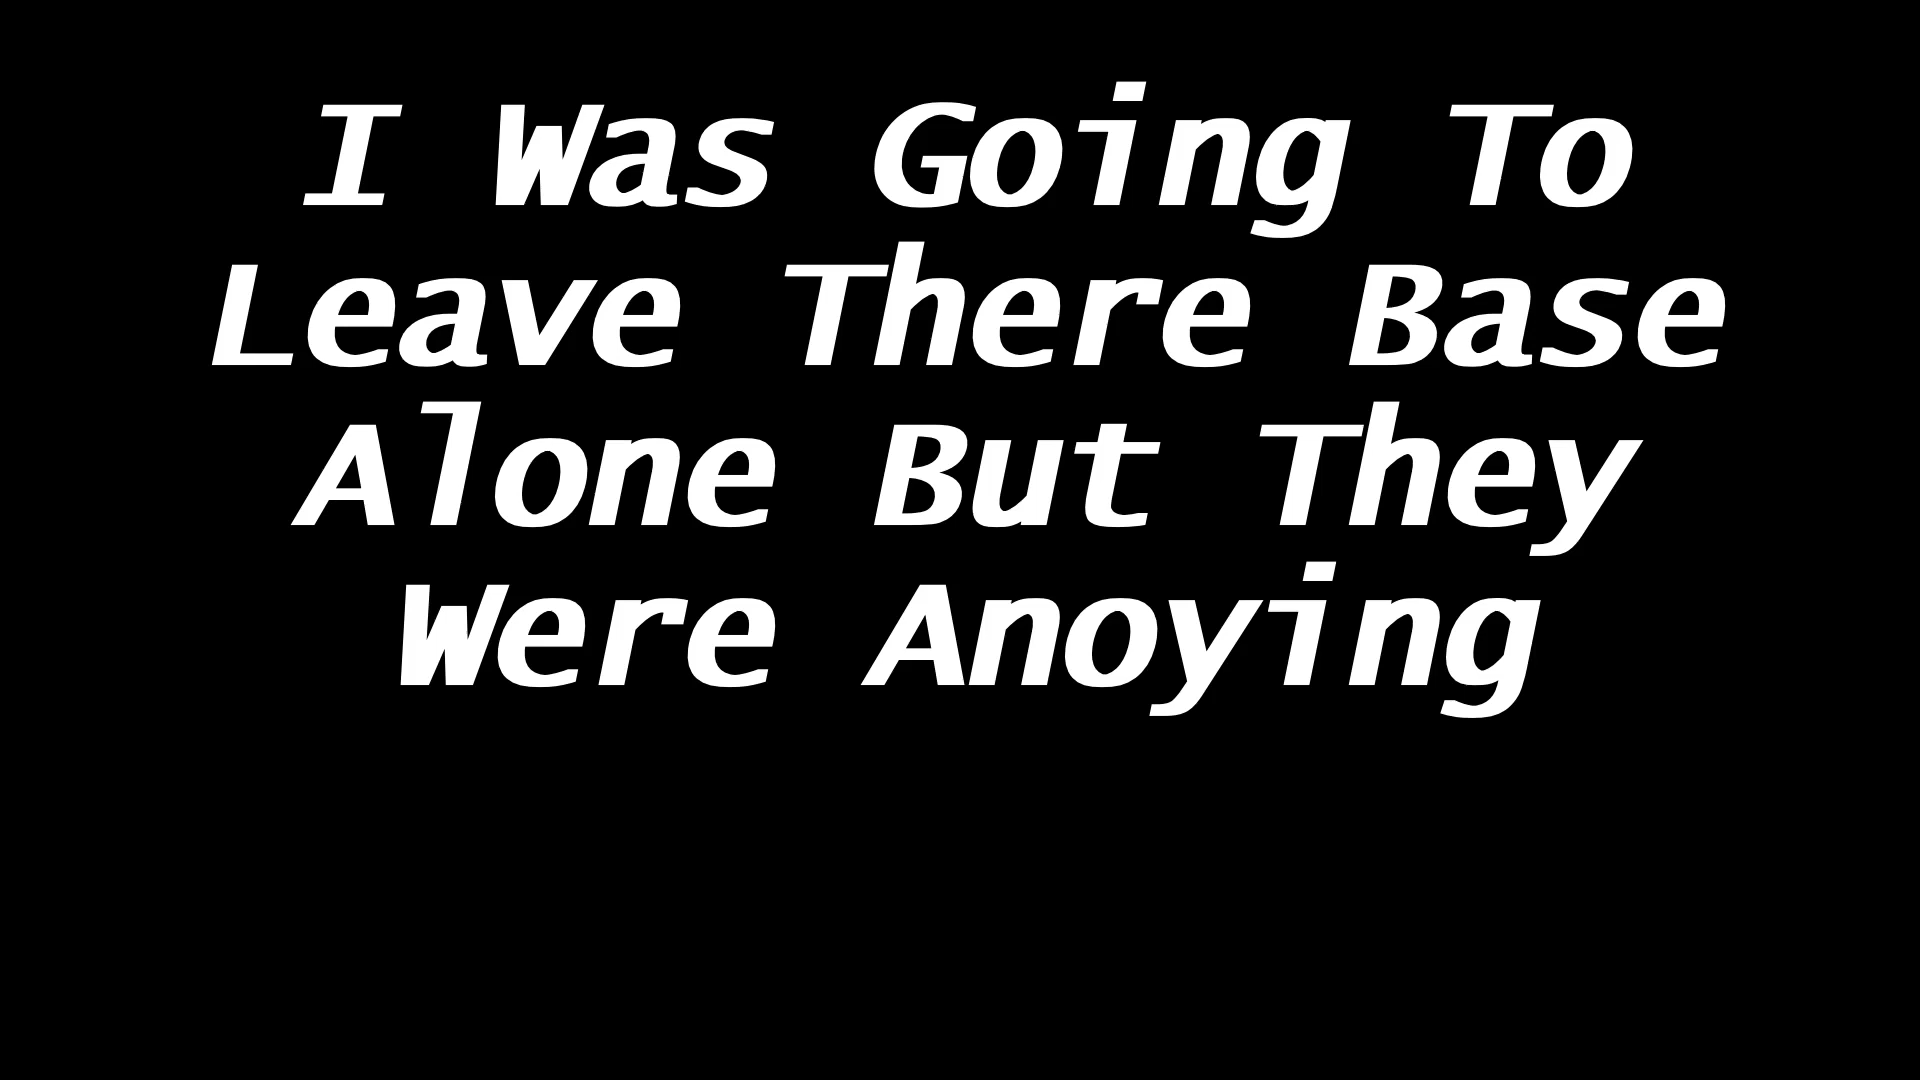 I Was Going To
Leave There Base
Alone But They
Were Anoying